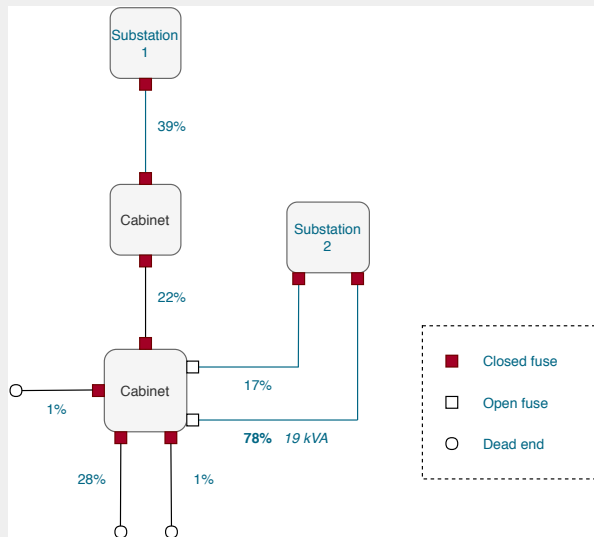 Substation
1
39%
Cabinet
Substation
2
22%
Cabinet
17%
1%
78% 19 kVA
28%
1%
Closed fuse
Open fuse
Dead end